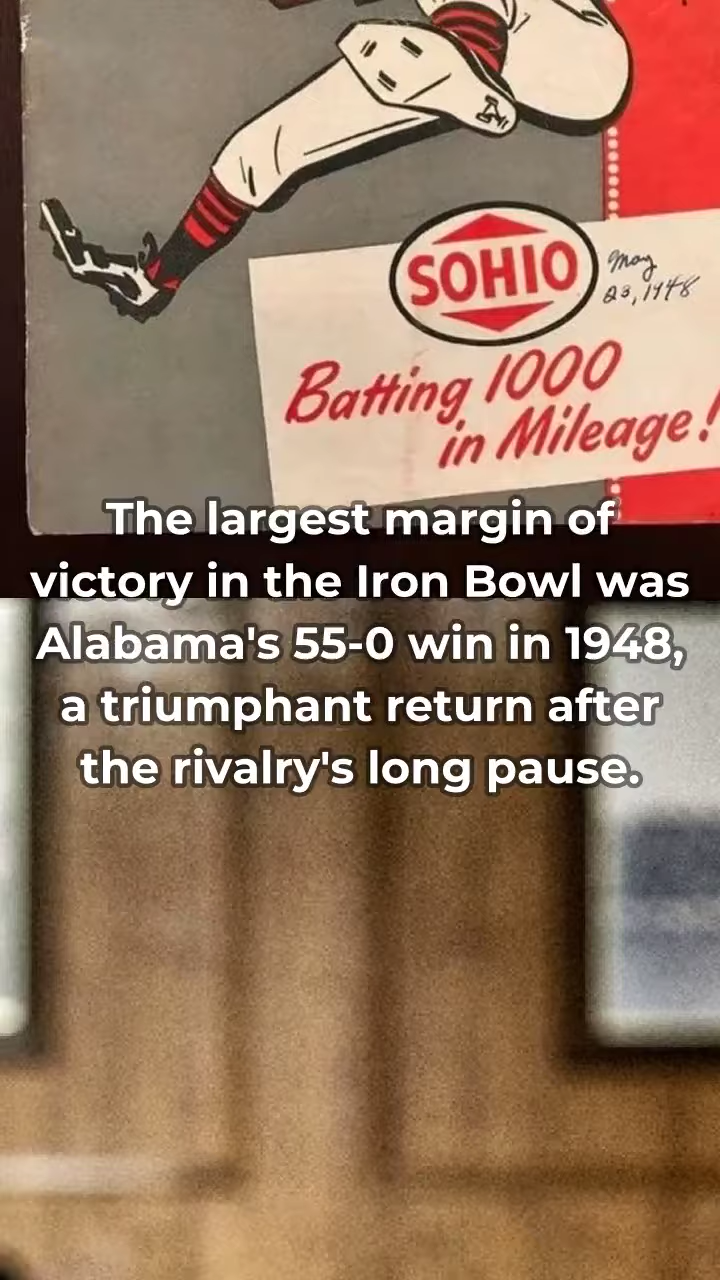 SOHIO
May
23, 1948
Batting 1000
in Mileage!
The largest margin of
victory in the Iron Bowl was
Alabama's 55-0 win in 1948,
a triumphant return after
the rivalry's long pause.